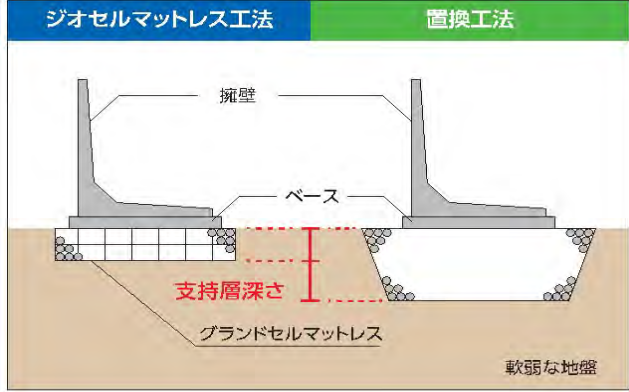 ジオセルマットレス工法
置換工法
擁壁
ベース
支持層深さ
グランドセルマットレス
軟弱な地盤